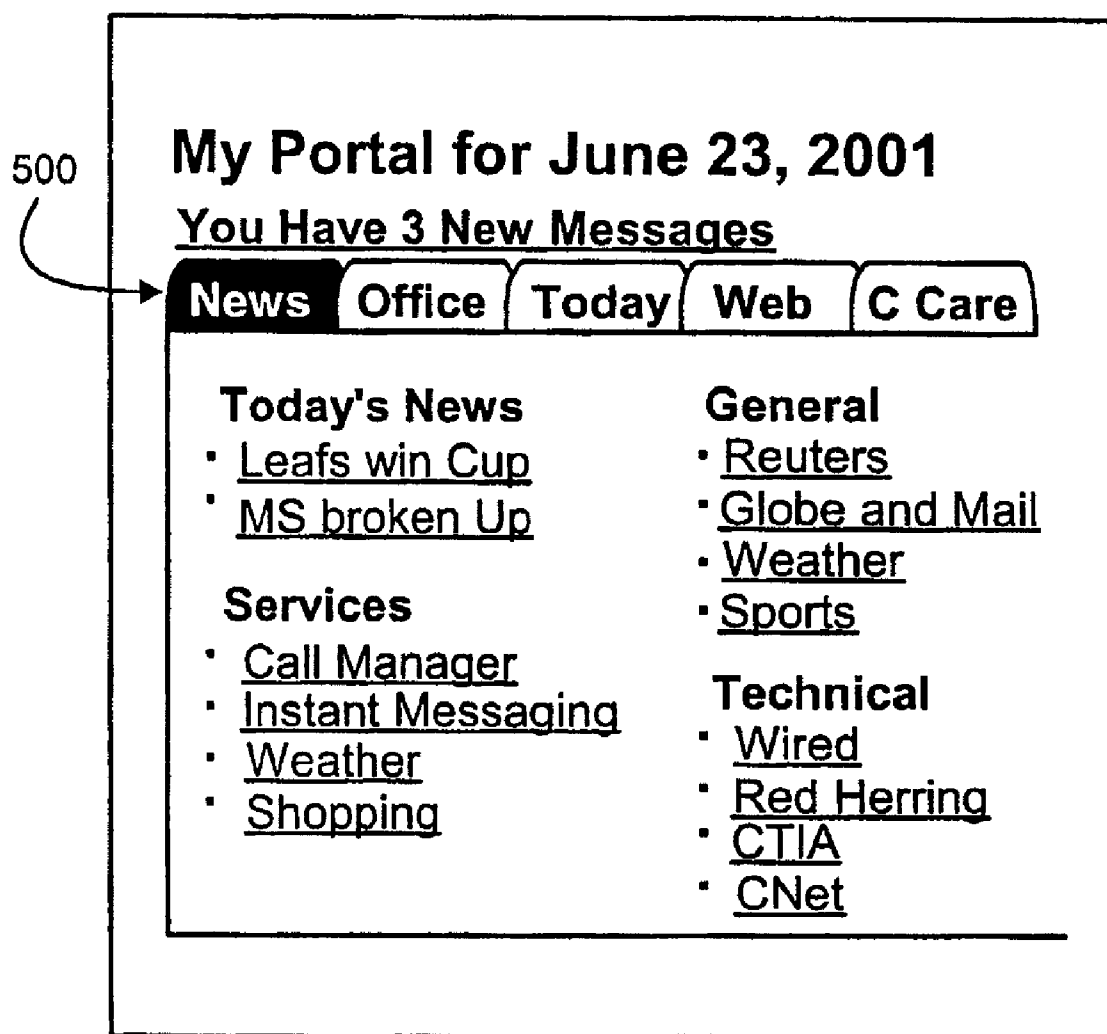 500
My Portal for June 23, 2001
You Have 3 New Messages
News Office Today Web C Care
Today's News
· Leafs win Cup
· MS broken Up
Services
· Call Manager
· Instant Messaging
· Weather
· Shopping
General
· Reuters
· Globe and Mail
· Weather
· Sports
Technical
· Wired
· Red Herring
· CTIA
· CNet